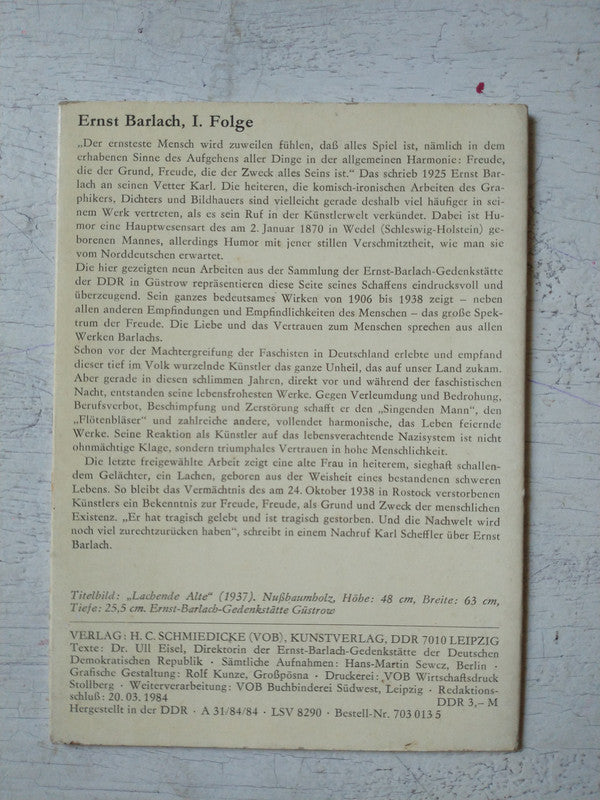 Ernst Barlach, I. Folge
„Der ernsteste Mensch wird zuweilen fühlen, daß alles Spiel ist, nämlich in dem
erhabenen Sinne des Aufgehens aller Dinge in der allgemeinen Harmonie: Freude,
die der Grund, Freude, die der Zweck alles Seins ist.“ Das schrieb 1925 Ernst Bar-
lach an seinen Vetter Karl. Die heiteren, die komisch-ironischen Arbeiten des Gra-
phikers, Dichters und Bildhauers sind vielleicht gerade deshalb viel häufiger in sei-
nem Werk vertreten, als es sein Ruf in der Künstlerwelt verkündet. Dabei ist Hu-
mor eine Hauptwesensart des am 2. Januar 1870 in Wedel (Schleswig-Holstein) ge-
borenen Mannes, allerdings Humor mit jener stillen Verschmitztheit, wie man sie
vom Norddeutschen erwartet.
Die hier gezeigten neun Arbeiten aus der Sammlung der Ernst-Barlach-Gedenkstätte
der DDR in Güstrow repräsentieren diese Seite seines Schaffens eindrucksvoll und
überzeugend. Sein ganzes bedeutsames Wirken von 1906 bis 1938 zeigt – neben
allen anderen Empfindungen und Empfindlichkeiten des Menschen – das große Spek-
trum der Freude. Die Liebe und das Vertrauen zum Menschen sprechen aus allen
Werken Barlachs.
Schon vor der Machtergreifung der Faschisten in Deutschland erlebte und empfand
dieser tief im Volk wurzelnde Künstler das ganze Unheil, das auf unser Land zukam.
Aber gerade in diesen schlimmen Jahren, direkt vor und während der faschistischen
Nacht, entstanden seine lebensfrohesten Werke. Gegen Verleumdung und Bedrohung,
Berufsverbot, Beschimpfung und Zerstörung schafft er den „Singenden Mann“, den
„Flötenbläser“ und zahlreiche andere, vollendet harmonische, das Leben feiernde
Werke. Seine Reaktion als Künstler auf das lebensverachtende Nazisystem ist nicht
ohnmächtige Klage, sondern triumphales Vertrauen in hohe Menschlichkeit.
Die letzte freigewählte Arbeit zeigt eine alte Frau in heiterem, sieghaft schallen-
dem Gelächter, ein Lachen, geboren aus der Weisheit eines bestandenen schweren
Lebens. So bleibt das Vermächtnis des am 24. Oktober 1938 in Rostock verstorbenen
Künstlers ein Bekenntnis zur Freude, Freude, als Grund und Zweck der menschlichen
Existenz. „Er hat tragisch gelebt und ist tragisch gestorben. Und die Nachwelt wird
noch viel zurechtzurücken haben“, schreibt in einem Nachruf Karl Scheffler über Ernst
Barlach.
Titelbild: „Lachende Alte“ (1937). Nußbaumholz, Höhe: 48 cm, Breite: 63 cm,
Tiefe: 25,5 cm. Ernst-Barlach-Gedenkstätte Güstrow
VERLAG: H. C. SCHMIEDICKE (VOB), KUNSTVERLAG, DDR 7010 LEIPZIG
Texte: Dr. Ull Eisel, Direktorin der Ernst-Barlach-Gedenkstätte der Deutschen
Demokratischen Republik · Sämtliche Aufnahmen: Hans-Martin Sewcz, Berlin ·
Grafische Gestaltung: Rolf Kunze, Großpösna · Druckerei: VOB Wirtschaftsdruck
Stollberg · Weiterverarbeitung: VOB Buchbinderei Südwest, Leipzig · Redaktions-
schluß: 20. 03. 1984 DDR 3,– M
Hergestellt in der DDR · A 31/84/84 · LSV 8290 · Bestell-Nr. 703 013 5